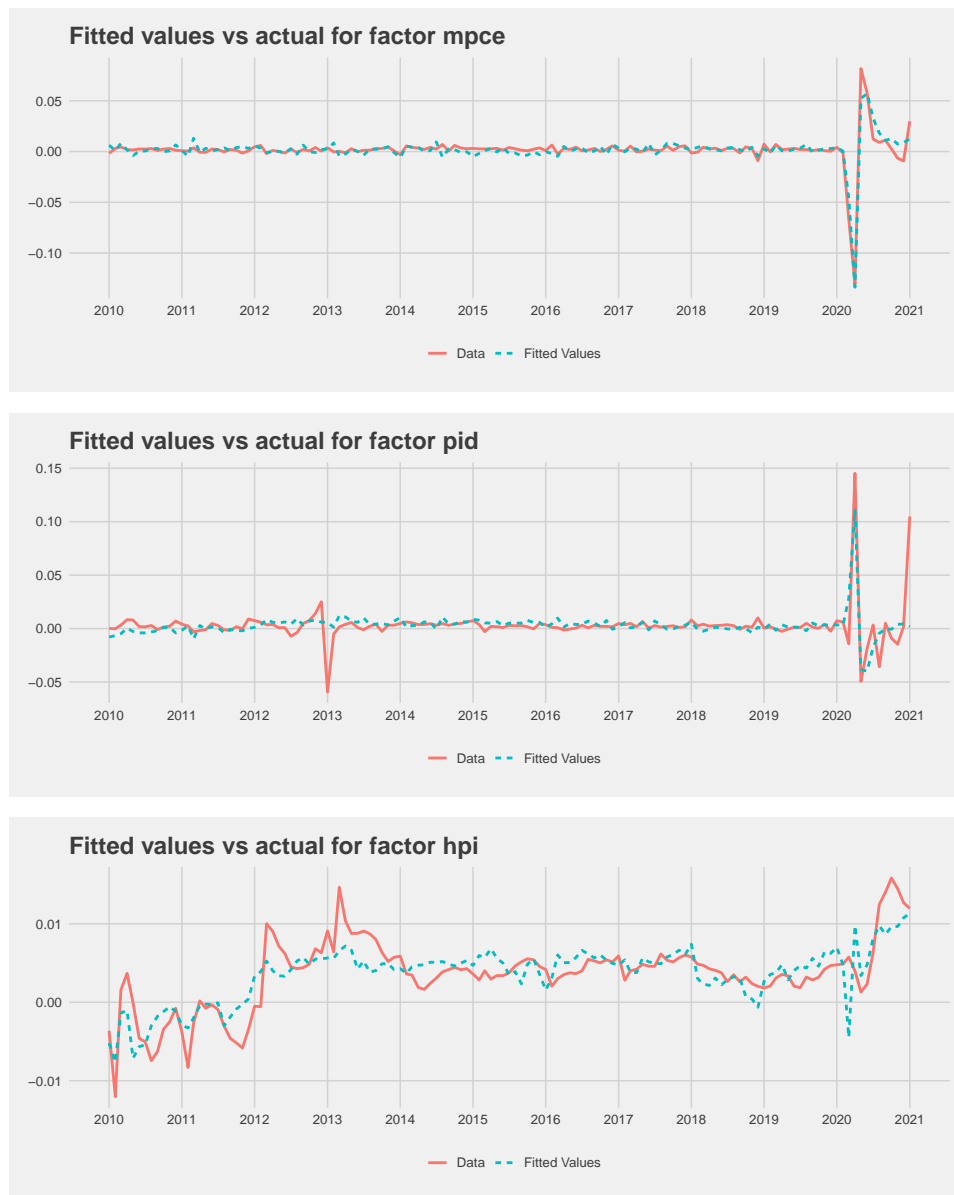 Fitted values vs actual for factor mpce
0.05
0.00
−0.05
−0.10
2010 2011 2012 2013 2014 2015 2016 2017 2018 2019 2020 2021
Data Fitted Values
Fitted values vs actual for factor pid
0.15
0.10
0.05
0.00
−0.05
2010 2011 2012 2013 2014 2015 2016 2017 2018 2019 2020 2021
Data Fitted Values
Fitted values vs actual for factor hpi
0.01
0.00
−0.01
2010 2011 2012 2013 2014 2015 2016 2017 2018 2019 2020 2021
Data Fitted Values